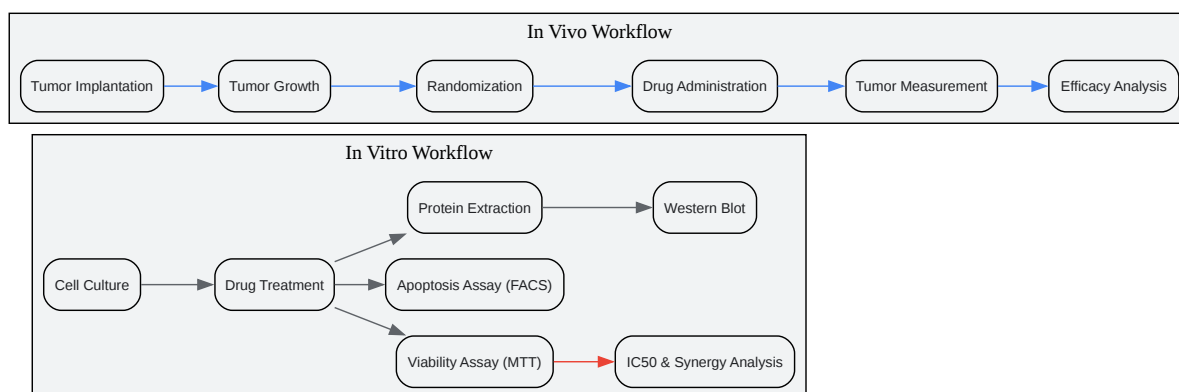 In Vivo Workflow
Tumor Implantation
Tumor Growth
Randomization
Drug Administration
Tumor Measurement
Efficacy Analysis
In Vitro Workflow
Protein Extraction
Western Blot
Cell Culture
Drug Treatment
Apoptosis Assay (FACS)
Viability Assay (MTT)
IC50 & Synergy Analysis